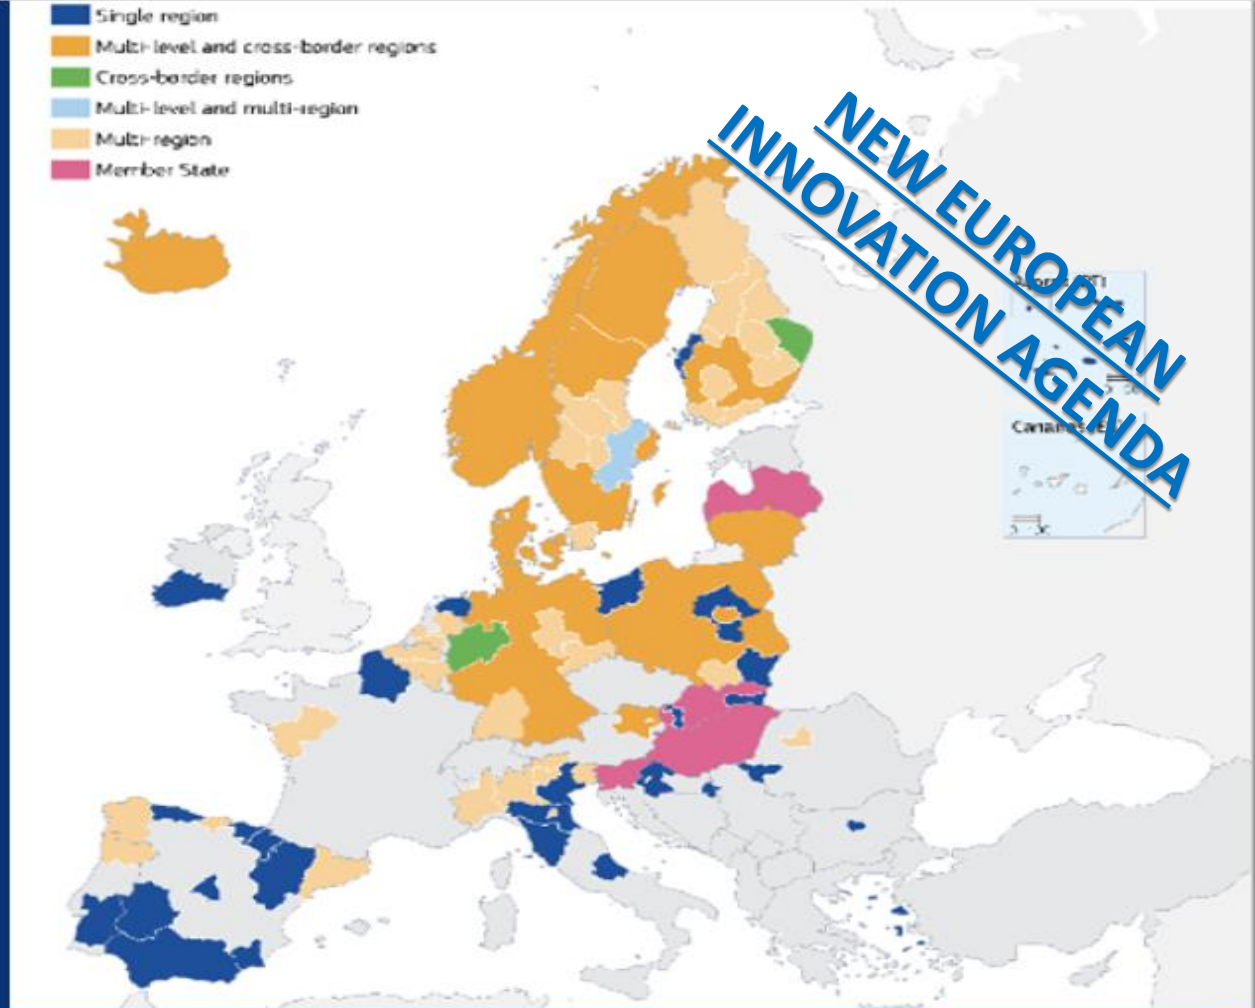 Single region
Multi-level and cross-border regions
Cross-border regions
Multi-level and multi-region
Multi-region
Member State
NEW EUROPEAN
INNOVATION AGENDA